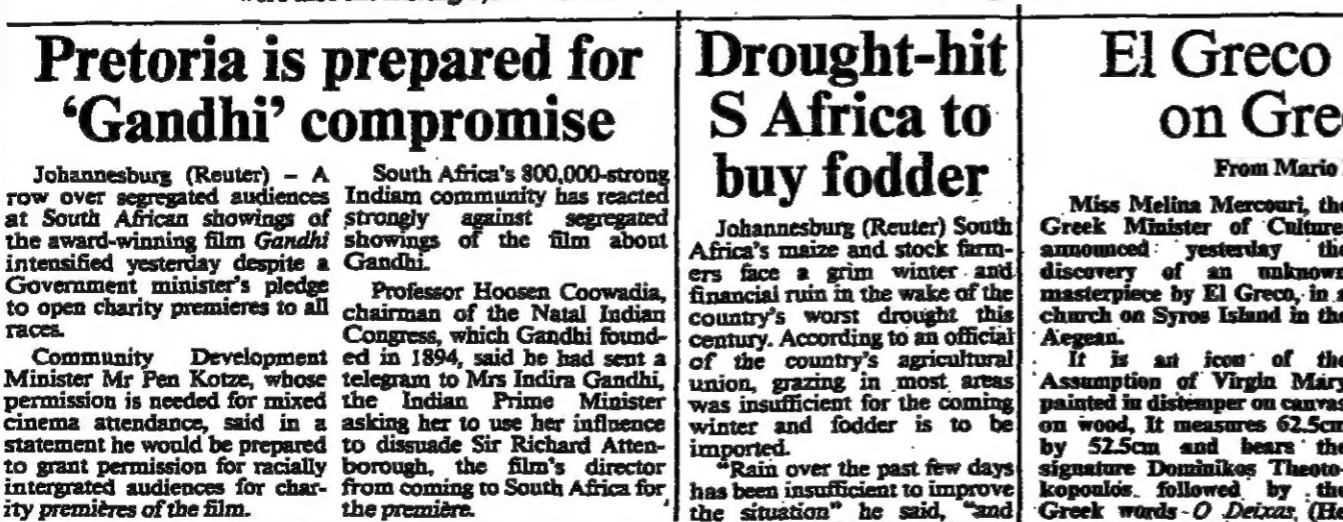 Pretoria is prepared for
‘Gandhi’ compromise
Johannesburg (Reuter) – A
row over segregated audiences
at South African showings of
the award-winning film Gandhi
intensified yesterday despite a
Government minister's pledge
to open charity premieres to all
races.
Community Development
Minister Mr Pen Kotze, whose
permission is needed for mixed
cinema attendance, said in a
statement he would be prepared
to grant permission for racially
intergrated audiences for char-
ity premières of the film.
South Africa's 800,000-strong
Indiam community has reacted
strongly against segregated
showings of the film about
Gandhi.
Professor Hoosen Coowadia,
chairman of the Natal Indian
Congress, which Gandhi found-
ed in 1894, said he had sent a
telegram to Mrs Indira Gandhi,
the Indian Prime Minister
asking her to use her influence
to dissuade Sir Richard Atten-
borough, the film's director
from coming to South Africa for
the première.
Drought-hit
S Africa to
buy fodder
Johannesburg (Reuter) South
Africa's maize and stock farm-
ers face a grim winter and
financial ruin in the wake of the
country's worst drought this
century. According to an official
of the country's agricultural
union, grazing in most areas
was insufficient for the coming
winter and fodder is to be
imported.
"Rain over the past few days
has been insufficient to improve
the situation" he said, "and
El Greco
on Gre
From Mario
Miss Melina Mercouri, the
Greek Minister of Culture,
announced yesterday the
discovery of an unknown
masterpiece by El Greco, in a
church on Syros Island in the
Aegean.
It is an icon of the
Assumption of Virgin Mary
painted in distemper on canvas
on wood, It measures 62.5cm
by 52.5cm and bears the
signature Dominikos Theoto-
kopoulos followed by the
Greek words O Deixas, (He